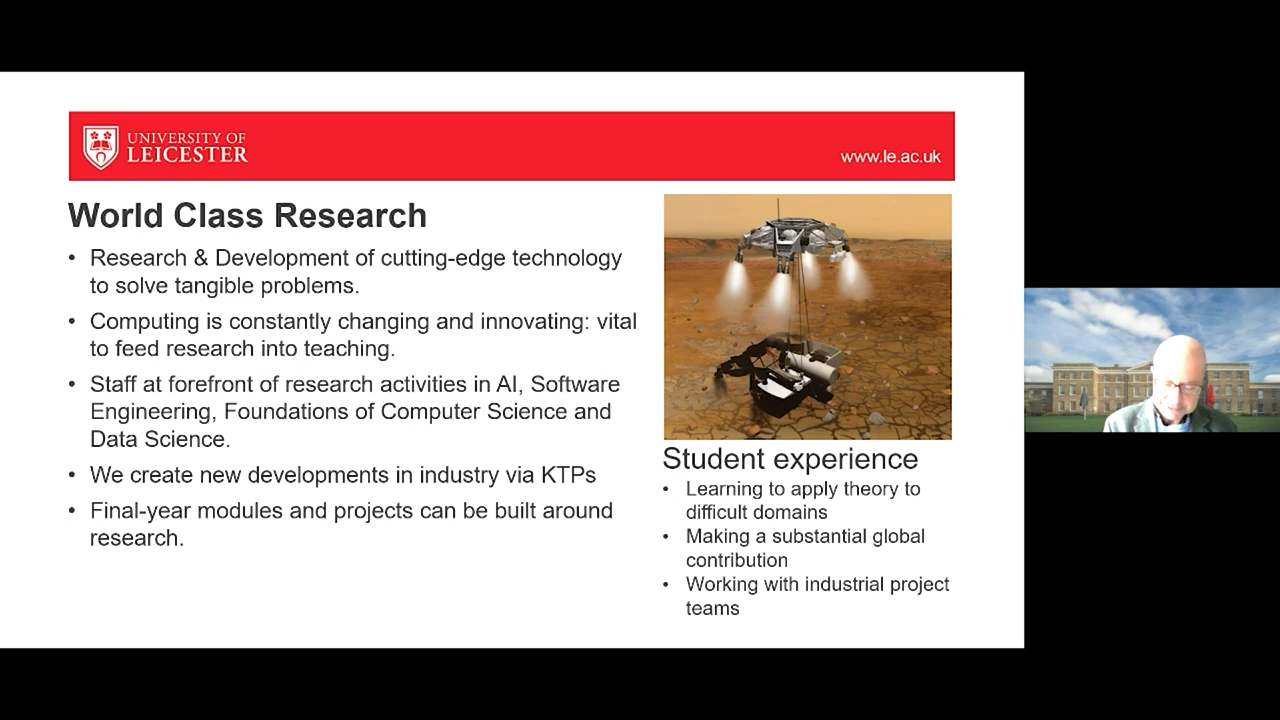 UNIVERSITY OF
LEICESTER
www.le.ac.uk
World Class Research
• Research & Development of cutting-edge technology
to solve tangible problems.
• Computing is constantly changing and innovating: vital
to feed research into teaching.
• Staff at forefront of research activities in AI, Software
Engineering, Foundations of Computer Science and
Data Science.
• We create new developments in industry via KTPs
• Final-year modules and projects can be built around
research.
Student experience
• Learning to apply theory to
difficult domains
• Making a substantial global
contribution
• Working with industrial project
teams